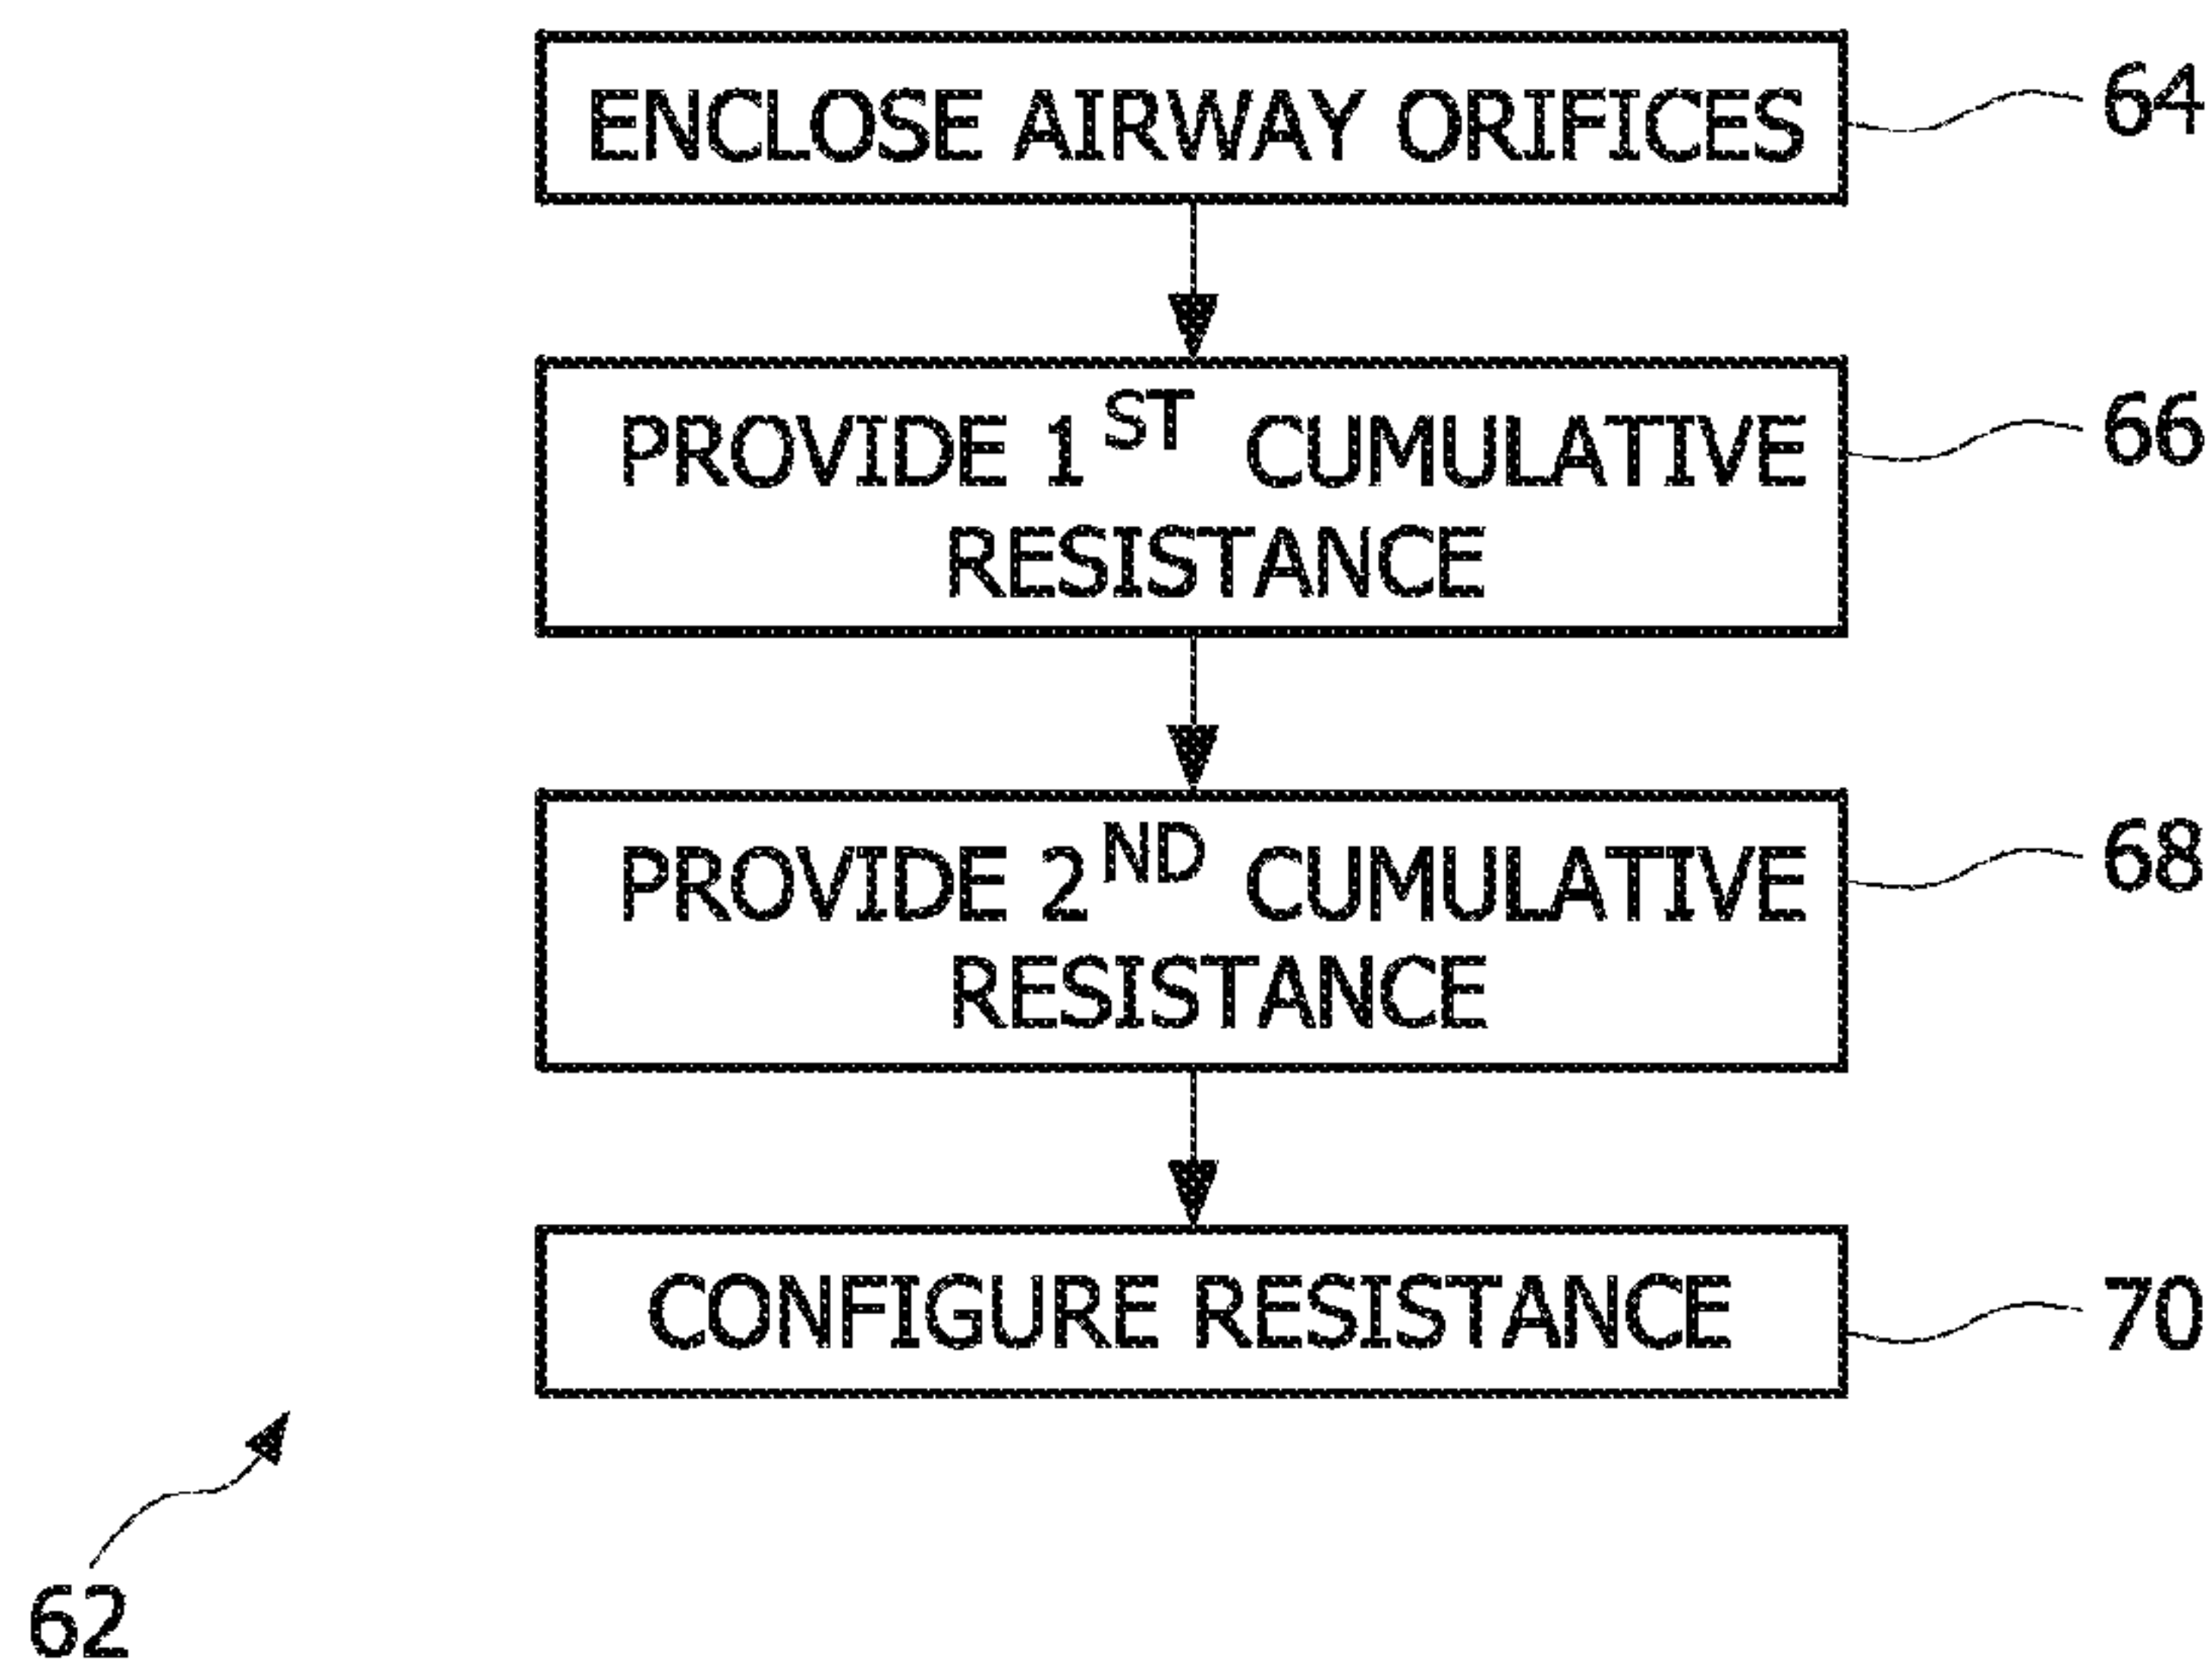 ENCLOSE AIRWAY ORIFICES
64
PROVIDE 1ST CUMULATIVE
RESISTANCE
66
PROVIDE 2ND CUMULATIVE
RESISTANCE
68
CONFIGURE RESISTANCE
70
62